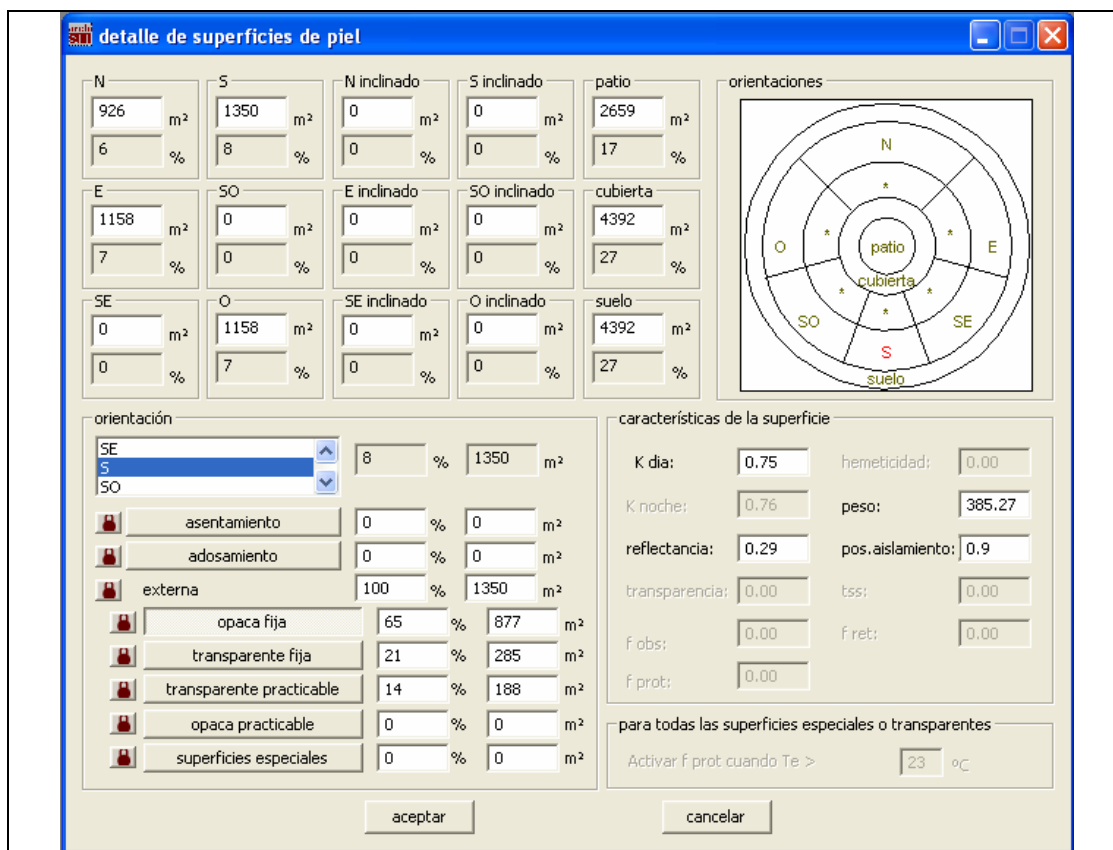 archi
SUN
detalle de superficies de piel
N S N inclinado S inclinado patio orientaciones
926 m² 1350 m² 0 m² 0 m² 2659 m²
6 % 8 % 0 % 0 % 17 %
E SO E inclinado SO inclinado cubierta
1158 m² 0 m² 0 m² 0 m² 4392 m²
7 % 0 % 0 % 0 % 27 %
SE O SE inclinado O inclinado suelo
0 m² 1158 m² 0 m² 0 m² 4392 m²
0 % 7 % 0 % 0 % 27 %
N
*
O * patio * E
cubierta
* *
SO * SE
S
suelo
orientación
SE
S
SO
8 % 1350 m²
asentamiento 0 % 0 m²
adosamiento 0 % 0 m²
externa 100 % 1350 m²
opaca fija 65 % 877 m²
transparente fija 21 % 285 m²
transparente practicable 14 % 188 m²
opaca practicable 0 % 0 m²
superficies especiales 0 % 0 m²
características de la superficie
K dia: 0.75 hemeticidad: 0.00
K noche: 0.76 peso: 385.27
reflectancia: 0.29 pos.aislamiento: 0.9
transparencia: 0.00 tss: 0.00
f obs: 0.00 f ret: 0.00
f prot: 0.00
para todas las superficies especiales o transparentes
Activar f prot cuando Te > 23 ºC
aceptar cancelar